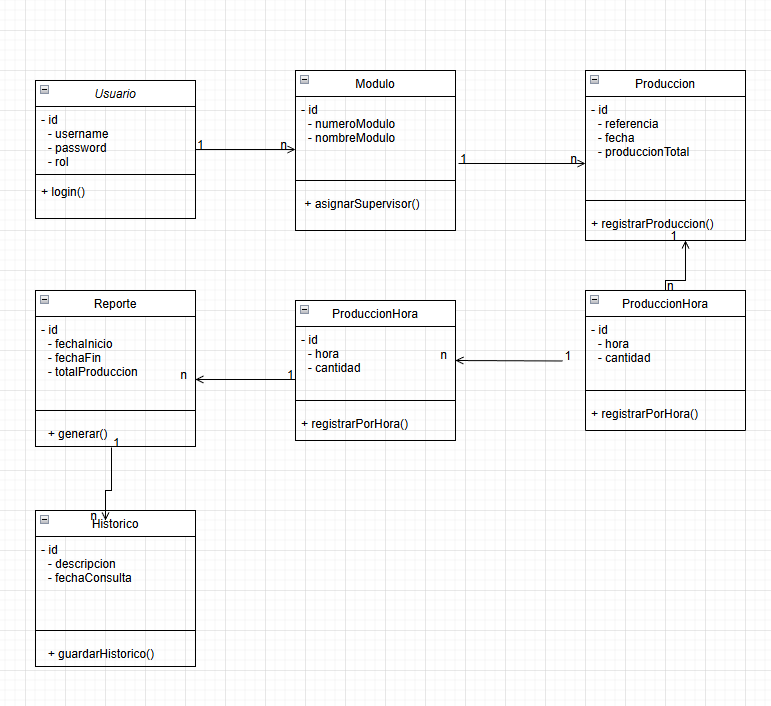 Usuario
- id
- username
- password
- rol
+ login()
1
n
Modulo
- id
- numeroModulo
- nombreModulo
+ asignarSupervisor()
1
n
Produccion
- id
- referencia
- fecha
- produccionTotal
+ registrarProduccion()
1
n
Reporte
- id
- fechaInicio
- fechaFin
- totalProduccion
+ generar()
1
n
1
ProduccionHora
- id
- hora
- cantidad
+ registrarPorHora()
n
1
ProduccionHora
- id
- hora
- cantidad
+ registrarPorHora()
n
Historico
- id
- descripcion
- fechaConsulta
+ guardarHistorico()